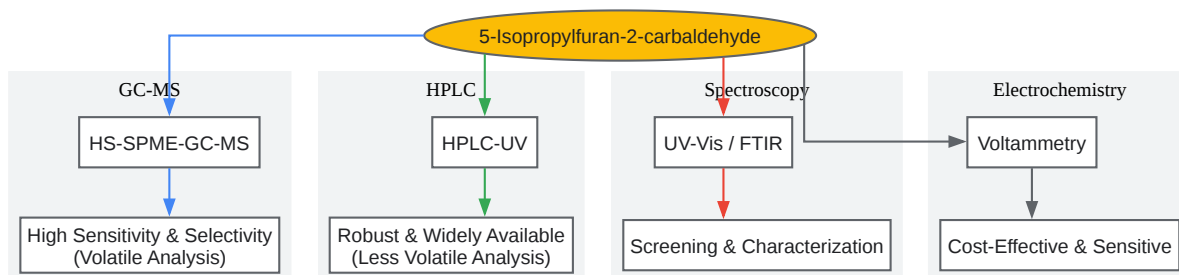 5-Isopropylfuran-2-carbaldehyde
GC-MS
HPLC
Spectroscopy
Electrochemistry
HS-SPME-GC-MS
HPLC-UV
UV-Vis / FTIR
Voltammetry
High Sensitivity & Selectivity
(Volatile Analysis)
Robust & Widely Available
(Less Volatile Analysis)
Screening & Characterization
Cost-Effective & Sensitive